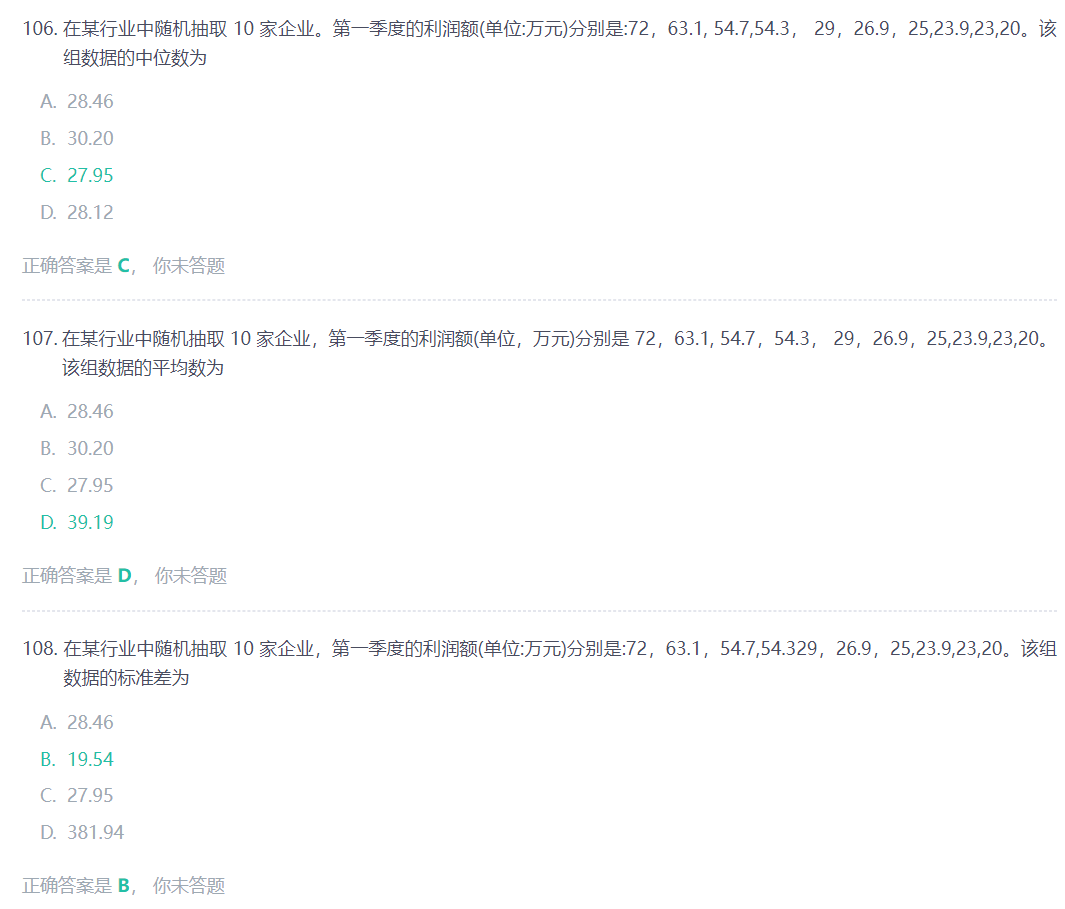 106. 在某行业中随机抽取 10 家企业。第一季度的利润额(单位:万元)分别是:72，63.1, 54.7,54.3， 29，26.9，25,23.9,23,20。该
组数据的中位数为
A. 28.46
B. 30.20
C. 27.95
D. 28.12
正确答案是 C， 你未答题
107. 在某行业中随机抽取 10 家企业，第一季度的利润额(单位，万元)分别是 72，63.1, 54.7，54.3， 29，26.9，25,23.9,23,20。
该组数据的平均数为
A. 28.46
B. 30.20
C. 27.95
D. 39.19
正确答案是 D， 你未答题
108. 在某行业中随机抽取 10 家企业，第一季度的利润额(单位:万元)分别是:72，63.1，54.7,54.329，26.9，25,23.9,23,20。该组
数据的标准差为
A. 28.46
B. 19.54
C. 27.95
D. 381.94
正确答案是 B， 你未答题